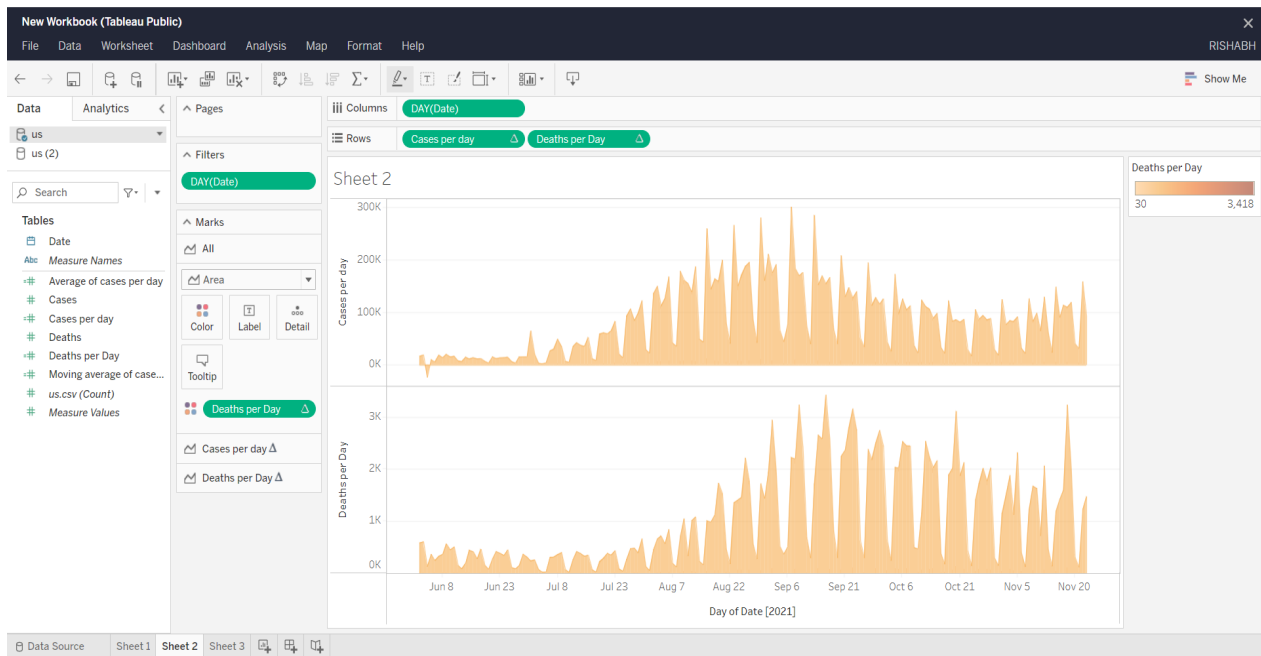 New Workbook (Tableau Public)
File Data Worksheet Dashboard Analysis Map Format Help RISHABH
Show Me
Data Analytics
us
us (2)
Search
Tables
Date
Abc Measure Names
Average of cases per day
Cases
Cases per day
Deaths
Deaths per Day
Moving average of case...
us.csv (Count)
Measure Values
Pages
Filters
DAY(Date)
Marks
All
Area
Color Label Detail
Tooltip
Deaths per Day
Cases per day
Deaths per Day
Columns DAY(Date)
Rows Cases per day Deaths per Day
Sheet 2
Cases per day
300K
200K
100K
0K
Deaths per Day
3K
2K
1K
0K
Jun 8 Jun 23 Jul 8 Jul 23 Aug 7 Aug 22 Sep 6 Sep 21 Oct 6 Oct 21 Nov 5 Nov 20
Day of Date [2021]
Deaths per Day
30 3,418
Data Source Sheet 1 Sheet 2 Sheet 3